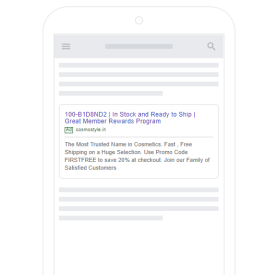 100-B1D8ND2 | In Stock and Ready to Ship |
Great Member Rewards Program
Ad cosmostyle.in
The Most Trusted Name in Cosmetics. Fast , Free
Shipping on a Huge Selection. Use Promo Code
FIRSTFREE to save 20% at checkout. Join our Family of
Satisfied Customers